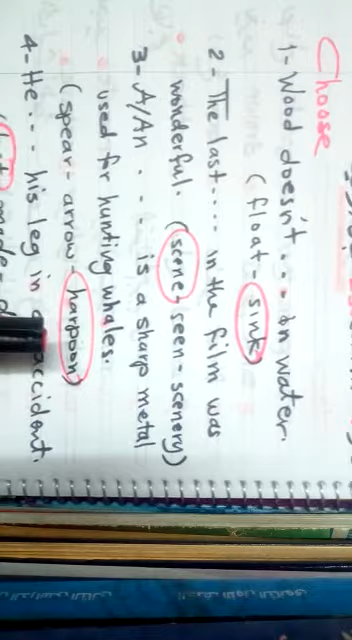 Choose
1- Wood doesn't . . . on water.
( float - sink )
2- The last .... in the film was
wonderful. (scene, seen - scenery)
3- A/An . . . is a sharp metal
used for hunting whales.
( spear - arrow - harpoon)
4- He . . . his leg in accident.